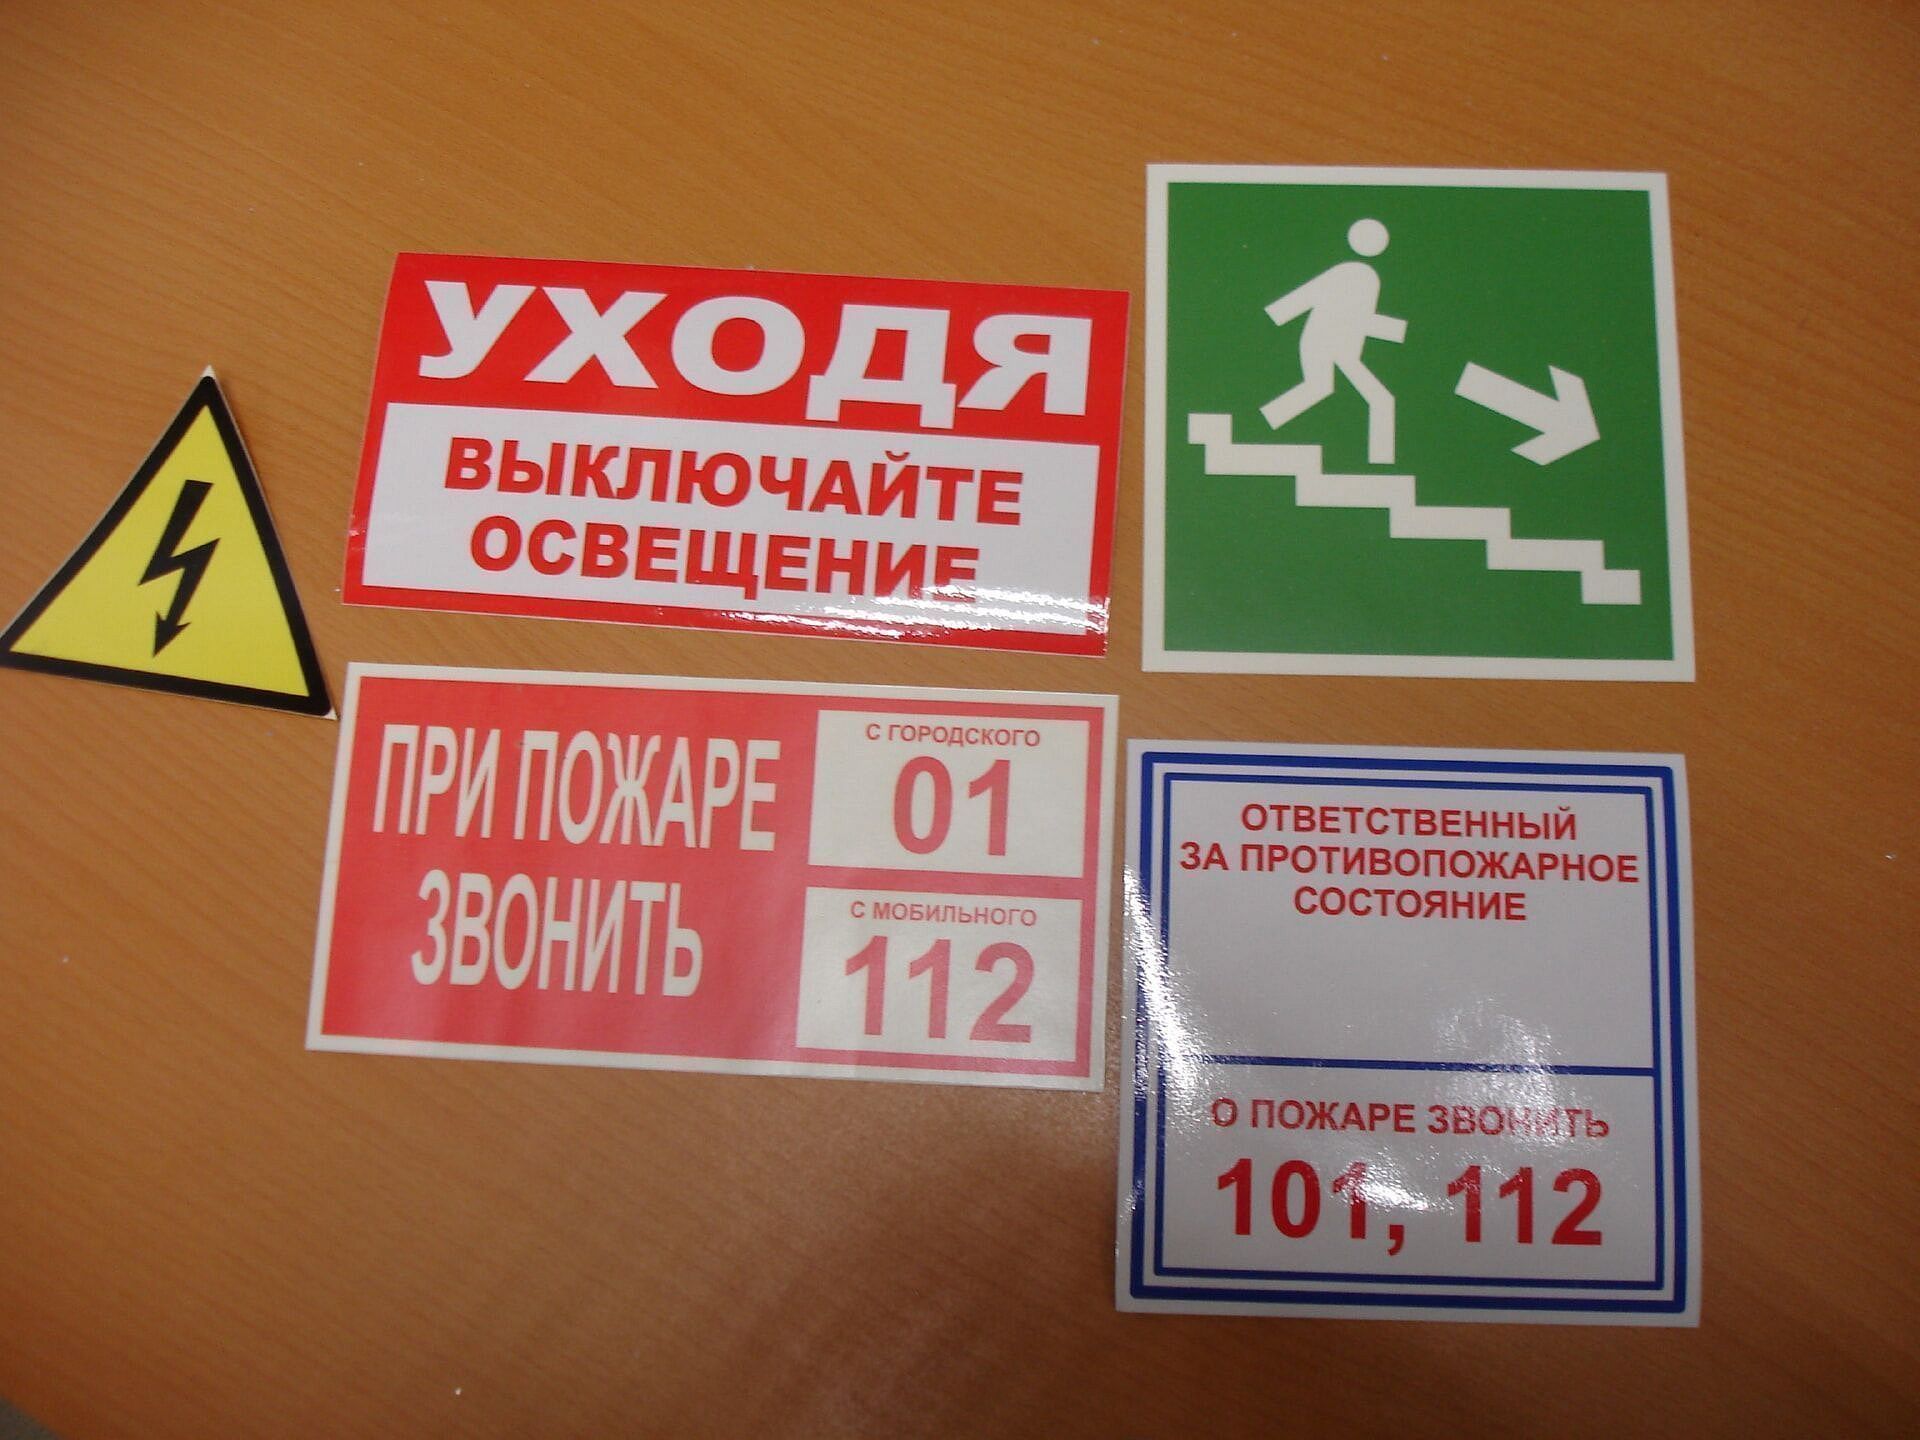 УХОДЯ
ВЫКЛЮЧАЙТЕ
ОСВЕЩЕНИЕ
ПРИ ПОЖАРЕ
ЗВОНИТЬ
С ГОРОДСКОГО
01
С МОБИЛЬНОГО
112
ОТВЕТСТВЕННЫЙ
ЗА ПРОТИВОПОЖАРНОЕ
СОСТОЯНИЕ
О ПОЖАРЕ ЗВОНИТЬ
101, 112